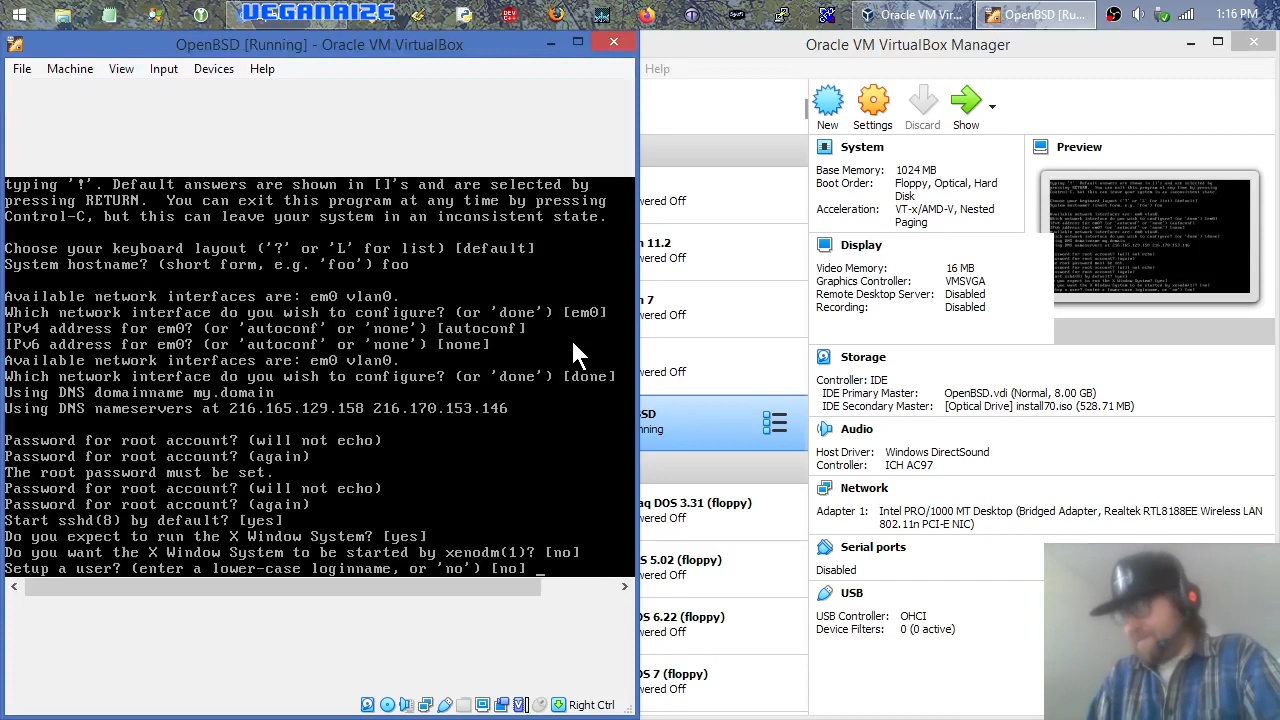 VEGANAIZE
DEV
Sysfi
Oracle VM Virt...
OpenBSD [Ru...
1:16 PM
OpenBSD [Running] - Oracle VM VirtualBox
File Machine View Input Devices Help
typing '!'. Default answers are shown in []'s and are selected by
pressing RETURN. You can exit this program at any time by pressing
Control-C, but this can leave your system in an inconsistent state.
Choose your keyboard layout ('?' or 'L' for list) [default]
System hostname? (short form, e.g. 'foo') foo
Available network interfaces are: em0 vlan0.
Which network interface do you wish to configure? (or 'done') [em0]
IPv4 address for em0? (or 'autoconf' or 'none') [autoconf]
IPv6 address for em0? (or 'autoconf' or 'none') [none]
Available network interfaces are: em0 vlan0.
Which network interface do you wish to configure? (or 'done') [done]
Using DNS domainname my.domain
Using DNS nameservers at 216.165.129.158 216.170.153.146
Password for root account? (will not echo)
Password for root account? (again)
The root password must be set.
Password for root account? (will not echo)
Password for root account? (again)
Start sshd(8) by default? [yes]
Do you expect to run the X Window System? [yes]
Do you want the X Window System to be started by xenodm(1)? [no]
Setup a user? (enter a lower-case loginname, or 'no') [no] _
Right Ctrl
Oracle VM VirtualBox Manager
Help
New Settings Discard Show
n 11.2
ered Off
ered Off
n 7
ered Off
ered Off
SD
nning
aq DOS 3.31 (floppy)
wered Off
S 5.02 (floppy)
wered Off
S 6.22 (floppy)
wered Off
OS 7 (floppy)
wered Off
System
Base Memory: 1024 MB
Boot Order: Floppy, Optical, Hard
Disk
Acceleration: VT-x/AMD-V, Nested
Paging
Preview
Display
Video Memory: 16 MB
Graphics Controller: VMSVGA
Remote Desktop Server: Disabled
Recording: Disabled
Storage
Controller: IDE
IDE Primary Master: OpenBSD.vdi (Normal, 8.00 GB)
IDE Secondary Master: [Optical Drive] install70.iso (528.71 MB)
Audio
Host Driver: Windows DirectSound
Controller: ICH AC97
Network
Adapter 1: Intel PRO/1000 MT Desktop (Bridged Adapter, Realtek RTL8188EE Wireless LAN
802.11n PCI-E NIC)
Serial ports
Disabled
USB
USB Controller: OHCI
Device Filters: 0 (0 active)